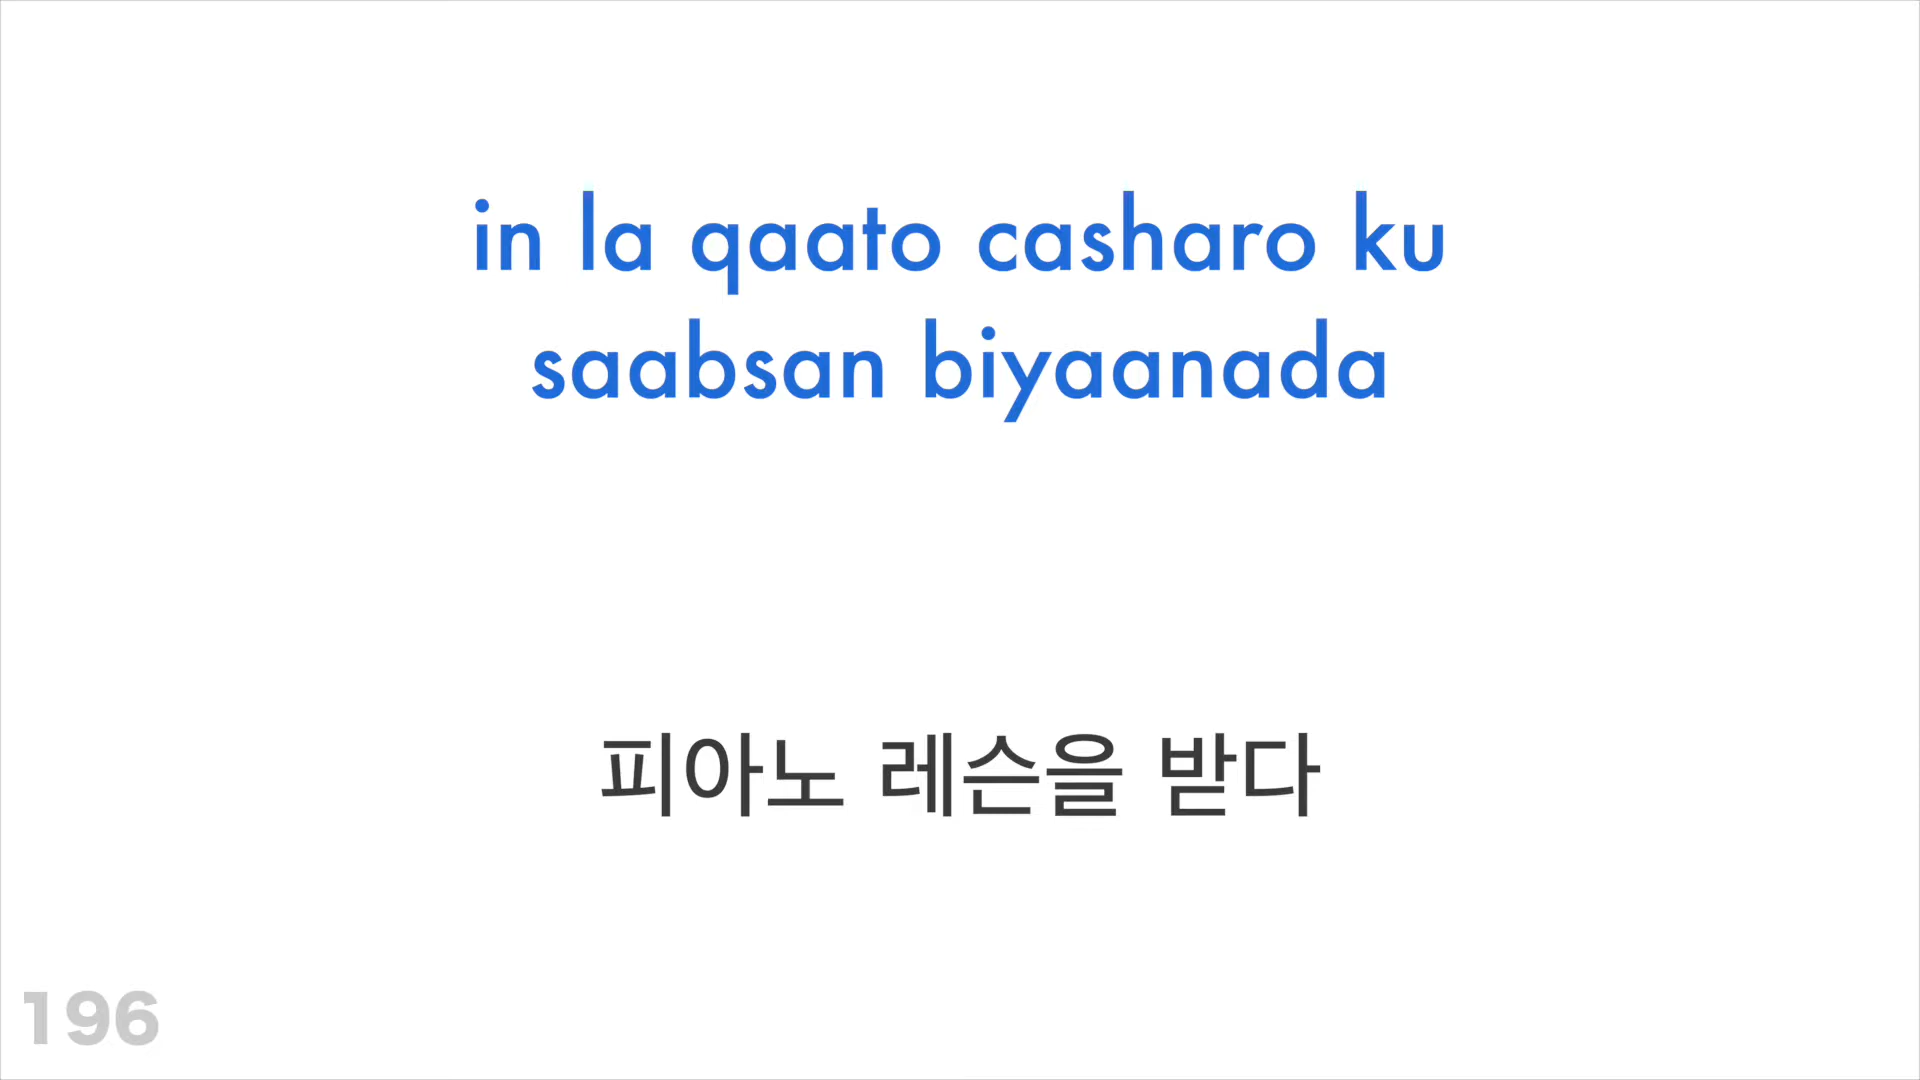 in la qaato casharo ku
saabsan biyaanada
피아노 레슨을 받다
196